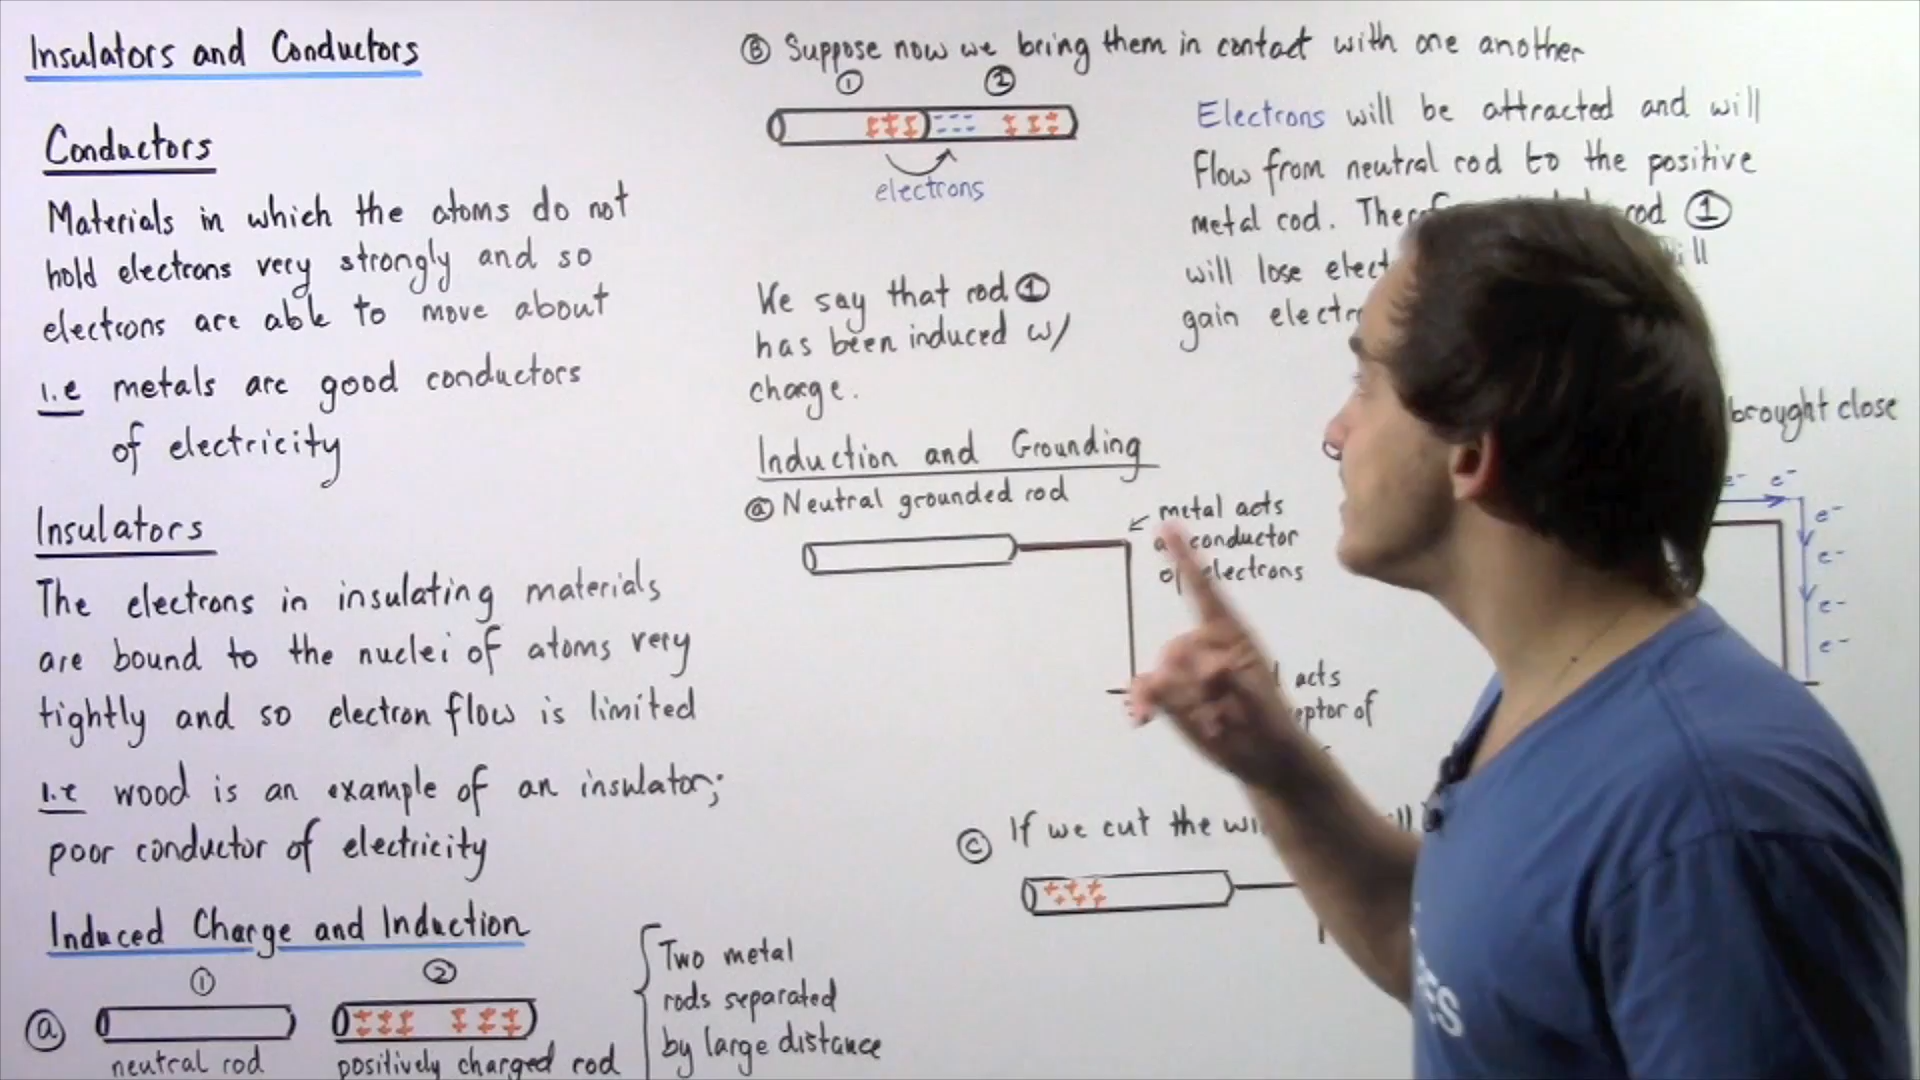 Insulators and Conductors
Conductors
Materials in which the atoms do not
hold electrons very strongly and so
electrons are able to move about
i.e metals are good conductors
of electricity
Insulators
The electrons in insulating materials
are bound to the nuclei of atoms very
tightly and so electron flow is limited
i.e wood is an example of an insulator;
poor conductor of electricity
Induced Charge and Induction
① ②
ⓐ +++ +++
neutral rod positively charged rod
Two metal
rods separated
by large distance
Ⓑ Suppose now we bring them in contact with one another
① ②
+++ --- +++
electrons
Electrons will be attracted and will
flow from neutral rod to the positive
metal rod. rod ①
will lose
gain
We say that rod ①
has been induced w/
charge.
Induction and Grounding
ⓐ Neutral grounded rod
metal acts
conductor
of electrons
acts
of
brought close
e- e-
e-
e-
e-
e-
ⓒ If we cut the
++++++